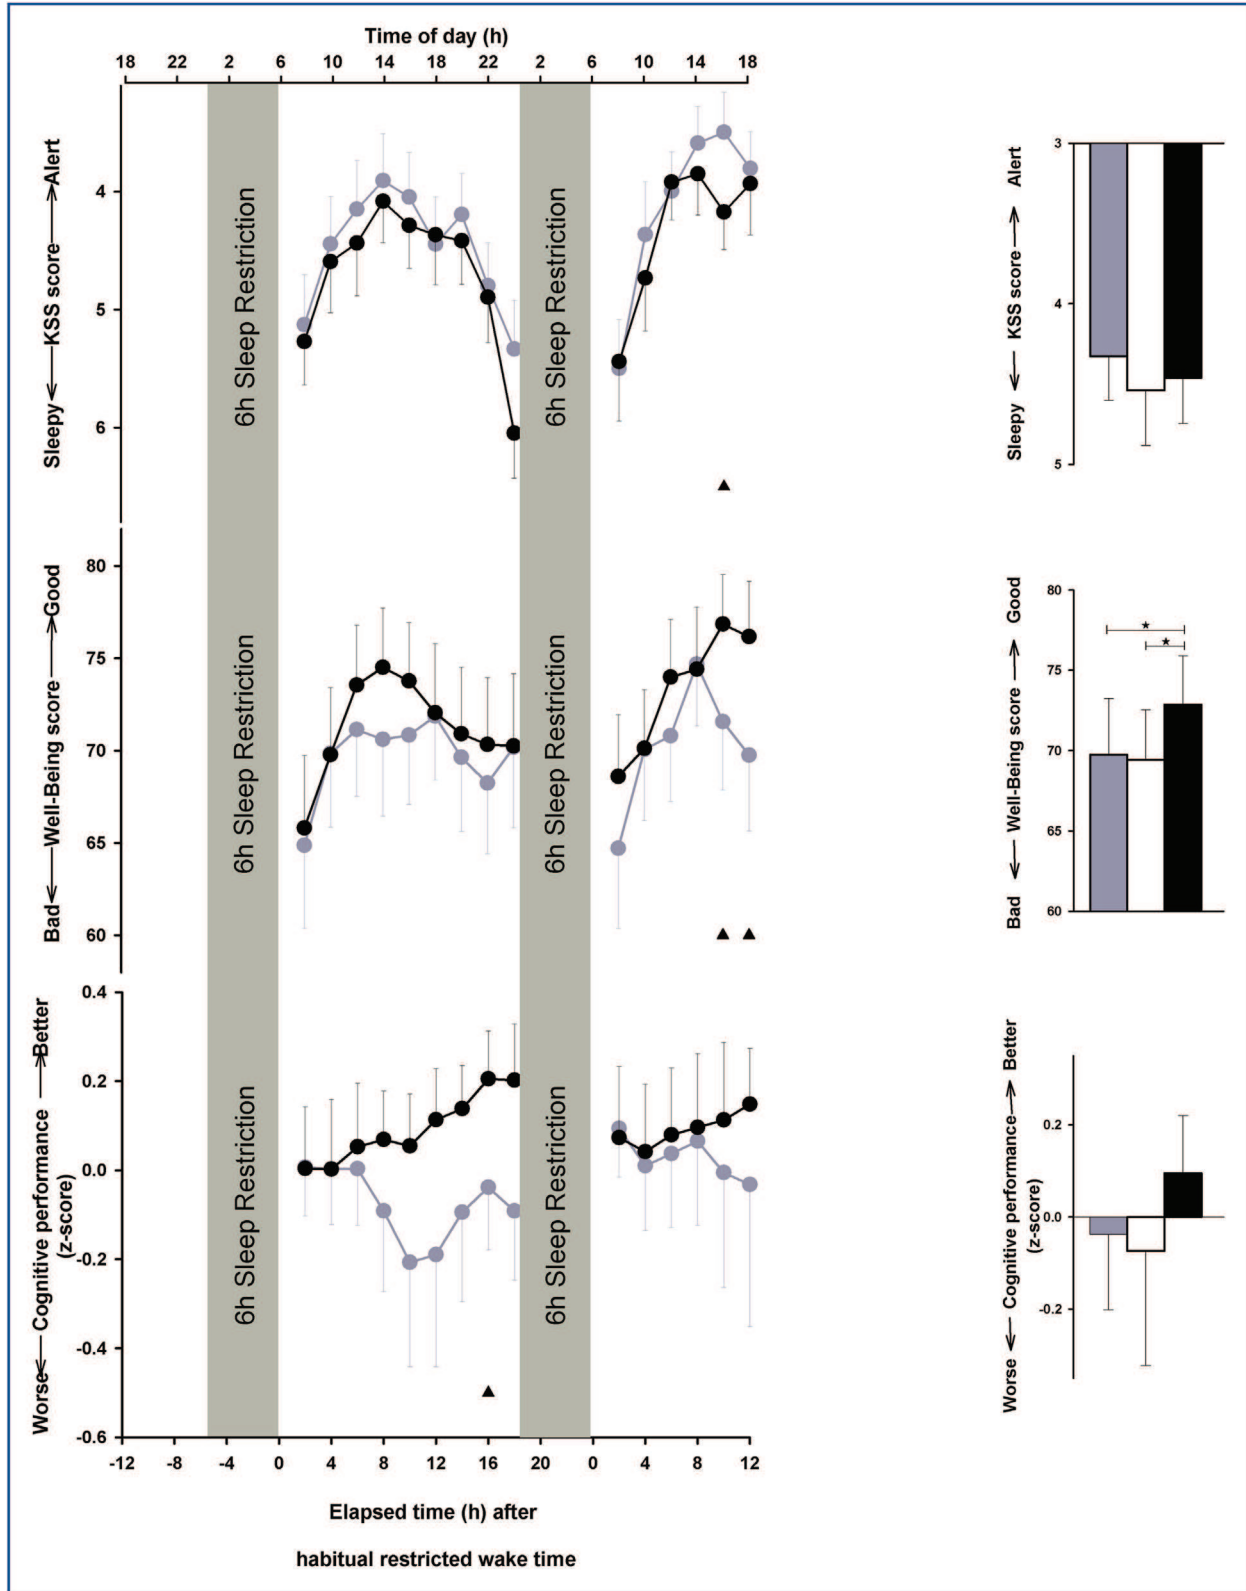 Time of day (h)
18 22 2 6 10 14 18 22 2 6 10 14 18
Sleepy KSS score Alert
4
5
6
6h Sleep Restriction
6h Sleep Restriction
Sleepy KSS score Alert
3
4
5
Bad Well-Being score Good
80
75
70
65
60
6h Sleep Restriction
6h Sleep Restriction
Bad Well-Being score Good
80
75
70
65
60
Worse Cognitive performance Better
(z-score)
0.4
0.2
0.0
-0.2
-0.4
-0.6
6h Sleep Restriction
6h Sleep Restriction
Worse Cognitive performance Better
(z-score)
0.2
0.0
-0.2
-12 -8 -4 0 4 8 12 16 20 0 4 8 12
Elapsed time (h) after
habitual restricted wake time